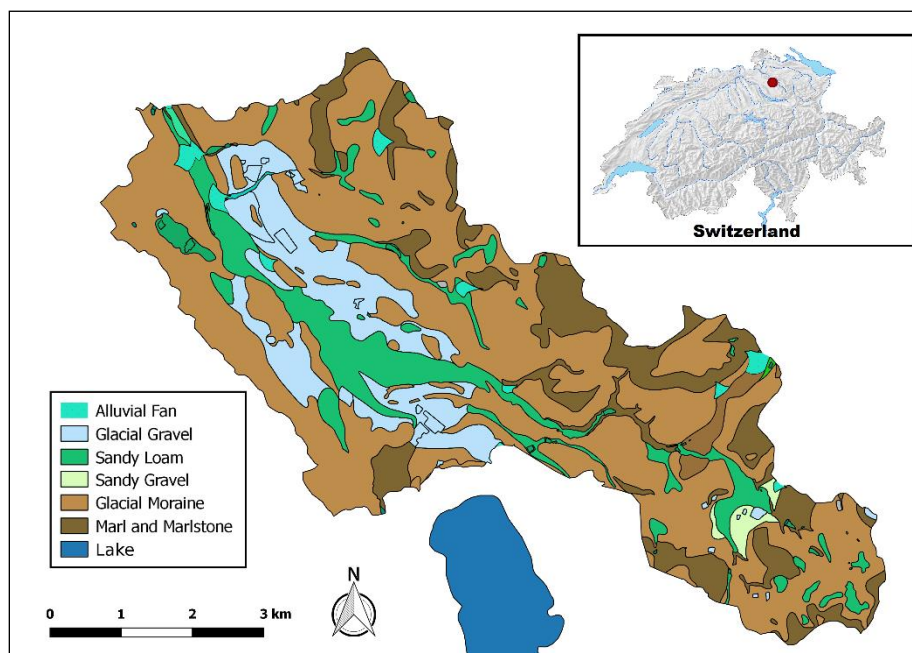 Switzerland
Alluvial Fan
Glacial Gravel
Sandy Loam
Sandy Gravel
Glacial Moraine
Marl and Marlstone
Lake
N
0 1 2 3 km